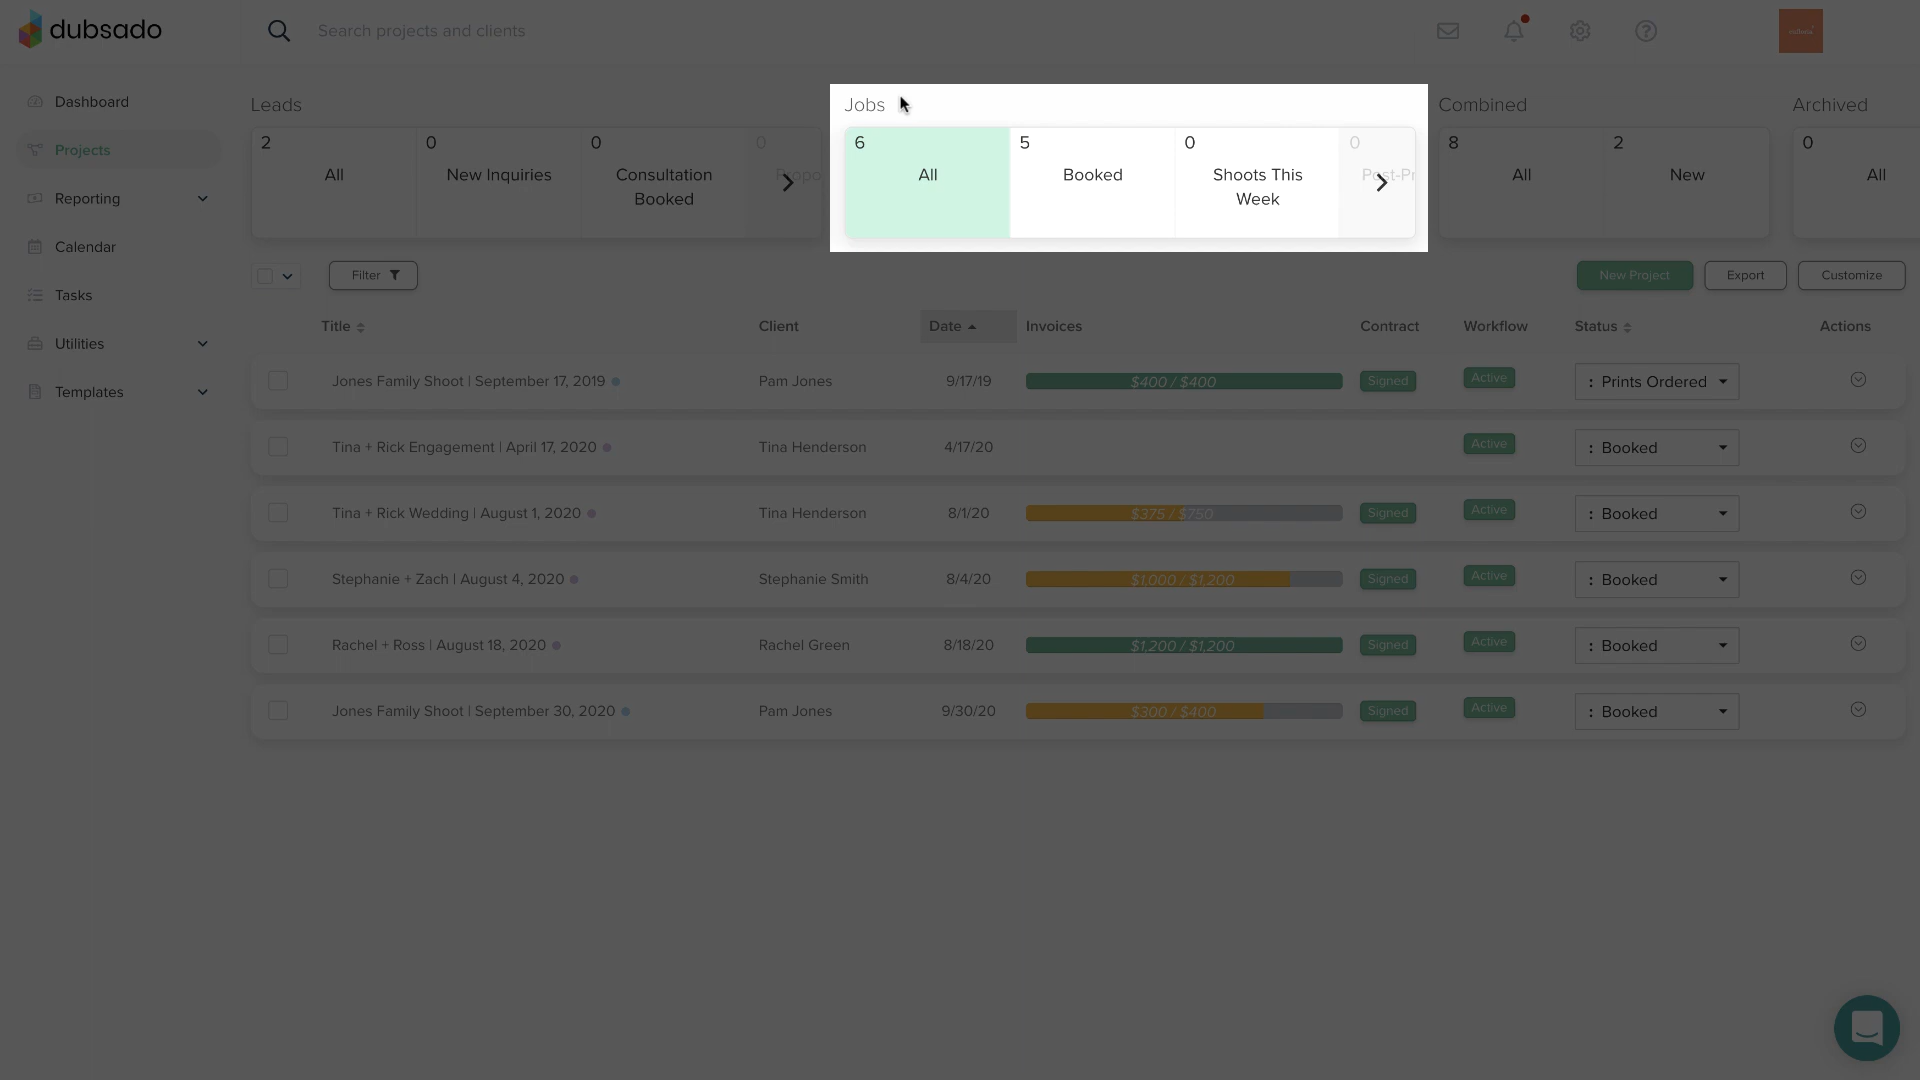 dubsado
Search projects and clients
Dashboard
Projects
Reporting
Calendar
Tasks
Utilities
Templates
Leads
2
All
0
New Inquiries
0
Consultation
Booked
0
Propo
Jobs
6
All
5
Booked
0
Shoots This
Week
0
Post-Pr
Combined
8
All
2
New
Archived
0
All
Filter
New Project
Export
Customize
Title Client Date Invoices Contract Workflow Status Actions
Jones Family Shoot | September 17, 2019 Pam Jones 9/17/19 $400 / $400 Signed Active : Prints Ordered
Tina + Rick Engagement | April 17, 2020 Tina Henderson 4/17/20 Active : Booked
Tina + Rick Wedding | August 1, 2020 Tina Henderson 8/1/20 $375 / $750 Signed Active : Booked
Stephanie + Zach | August 4, 2020 Stephanie Smith 8/4/20 $1,000 / $1,200 Signed Active : Booked
Rachel + Ross | August 18, 2020 Rachel Green 8/18/20 $1,200 / $1,200 Signed Active : Booked
Jones Family Shoot | September 30, 2020 Pam Jones 9/30/20 $300 / $400 Signed Active : Booked